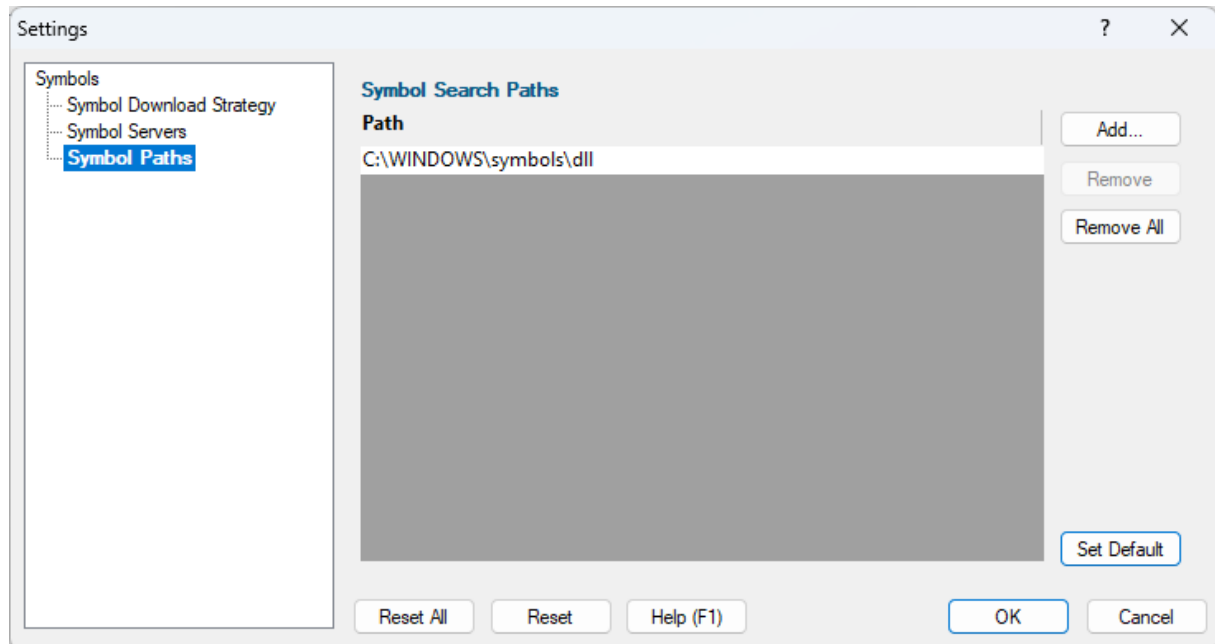 Settings
?
Symbols
Symbol Download Strategy
Symbol Servers
Symbol Paths
Symbol Search Paths
Path
C:\WINDOWS\symbols\dll
Add...
Remove
Remove All
Set Default
Reset All
Reset
Help (F1)
OK
Cancel